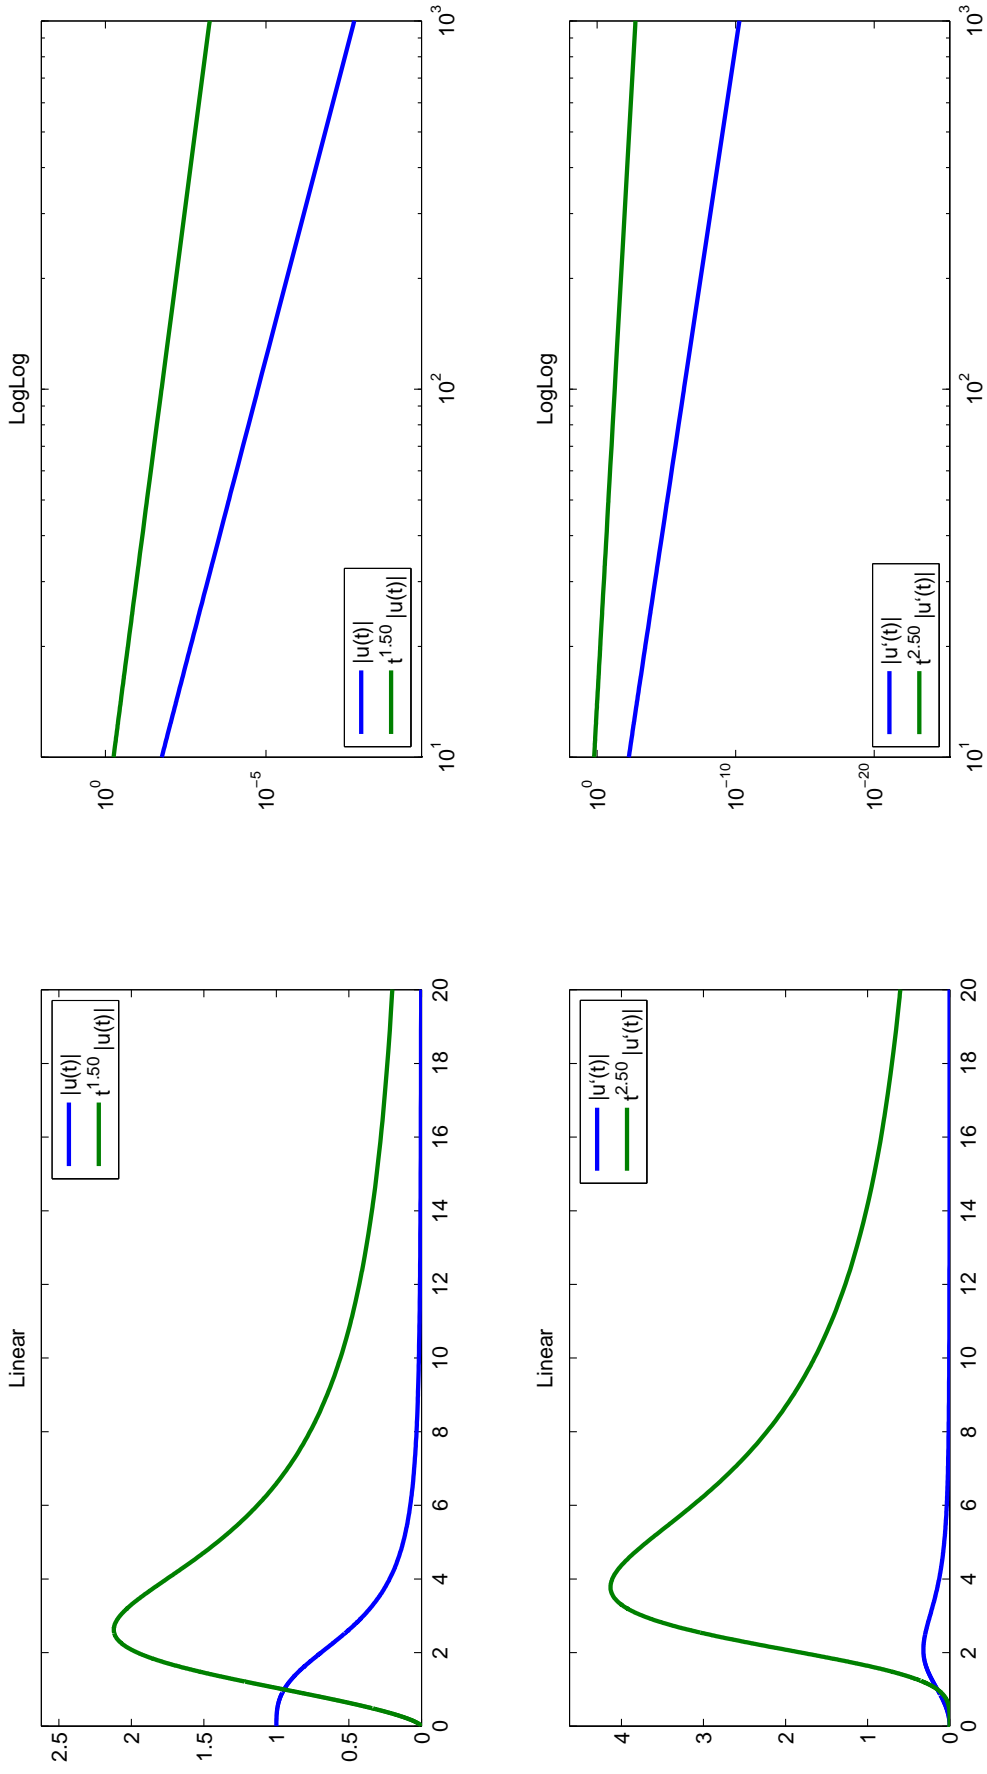 Linear
2.5
2
1.5
1
0.5
0
0 2 4 6 8 10 12 14 16 18 20
|u(t)|
t^1.50 |u(t)|
LogLog
10^0
10^−5
10^1 10^2 10^3
|u(t)|
t^1.50 |u(t)|
Linear
4
3
2
1
0
0 2 4 6 8 10 12 14 16 18 20
|u‘(t)|
t^2.50 |u‘(t)|
LogLog
10^0
10^−10
10^−20
10^1 10^2 10^3
|u‘(t)|
t^2.50 |u‘(t)|